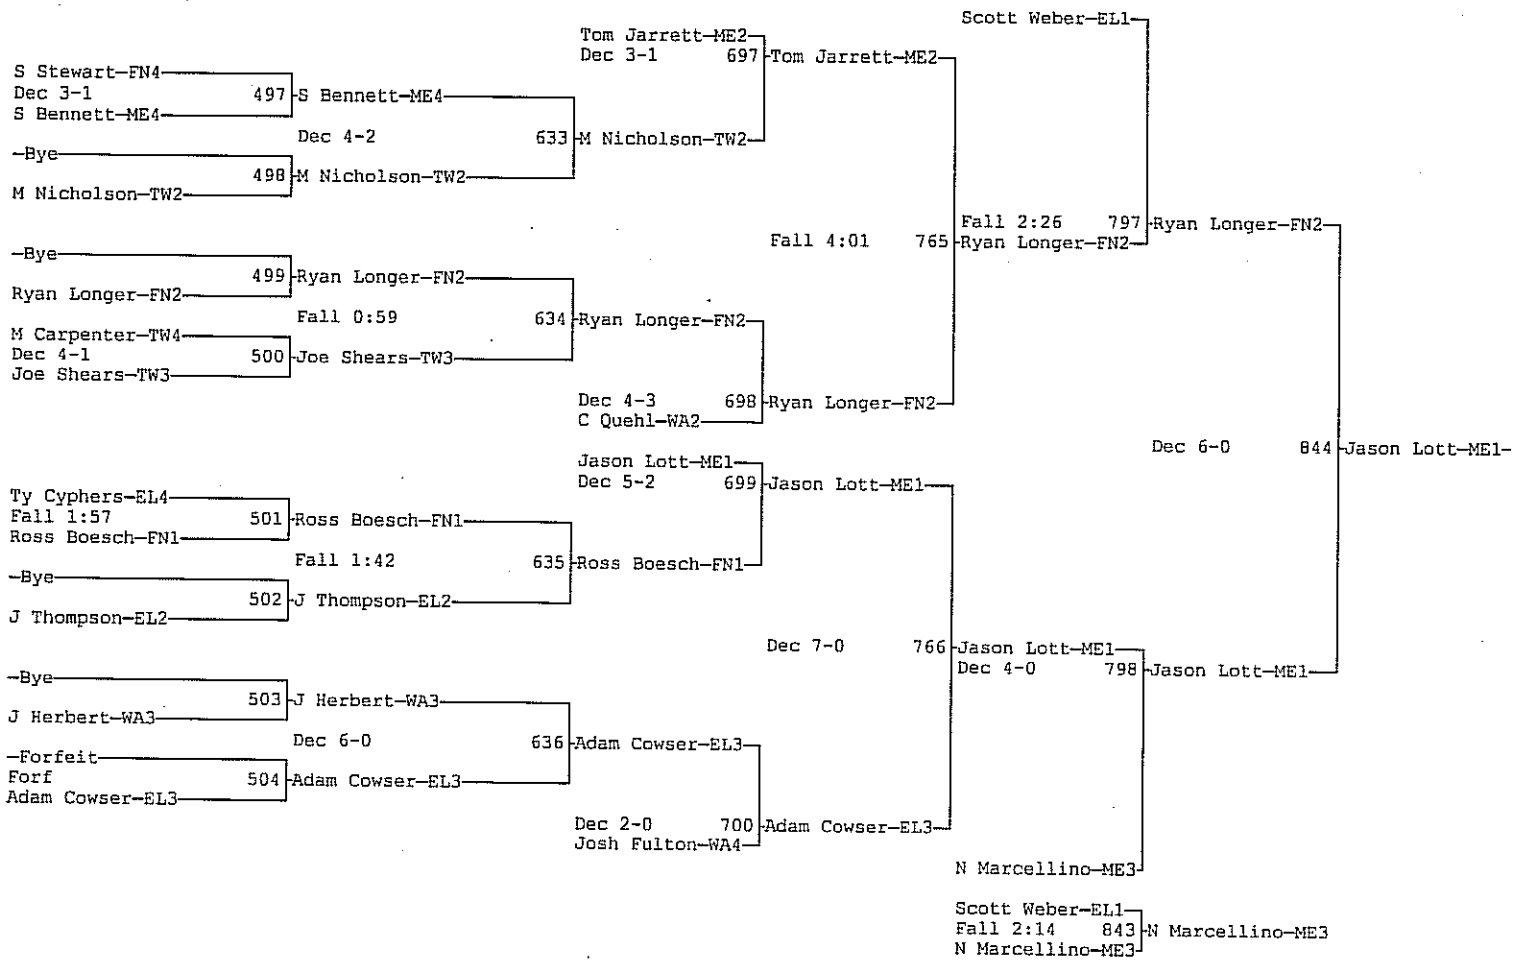 Scott Weber-EL1
Tom Jarrett-ME2
Dec 3-1 697 Tom Jarrett-ME2
S Stewart-FN4
Dec 3-1 497 S Bennett-ME4
S Bennett-ME4
Dec 4-2 633 M Nicholson-TW2
-Bye
498 M Nicholson-TW2
M Nicholson-TW2
Fall 2:26 797 Ryan Longer-FN2
Fall 4:01 765 Ryan Longer-FN2
-Bye
499 Ryan Longer-FN2
Ryan Longer-FN2
Fall 0:59 634 Ryan Longer-FN2
M Carpenter-TW4
Dec 4-1 500 Joe Shears-TW3
Joe Shears-TW3
Dec 4-3 698 Ryan Longer-FN2
C Quehl-WA2
Dec 6-0 844 Jason Lott-ME1-
Jason Lott-ME1
Dec 5-2 699 Jason Lott-ME1
Ty Cyphers-EL4
Fall 1:57 501 Ross Boesch-FN1
Ross Boesch-FN1
Fall 1:42 635 Ross Boesch-FN1
-Bye
502 J Thompson-EL2
J Thompson-EL2
Dec 7-0 766 Jason Lott-ME1
Dec 4-0 798 Jason Lott-ME1
-Bye
503 J Herbert-WA3
J Herbert-WA3
Dec 6-0 636 Adam Cowser-EL3
-Forfeit
Forf 504 Adam Cowser-EL3
Adam Cowser-EL3
Dec 2-0 700 Adam Cowser-EL3
Josh Fulton-WA4
N Marcellino-ME3
Scott Weber-EL1
Fall 2:14 843 N Marcellino-ME3
N Marcellino-ME3